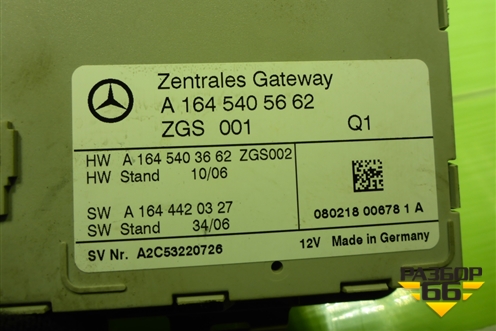 Zentrales Gateway
A 164 540 56 62
ZGS 001 Q1
HW A 164 540 36 62 ZGS002
HW Stand 10/06
SW A 164 442 03 27
SW Stand 34/06
080218 00678 1 A
SV Nr. A2C53220726 12V Made in Germany
РАЗБОР
66